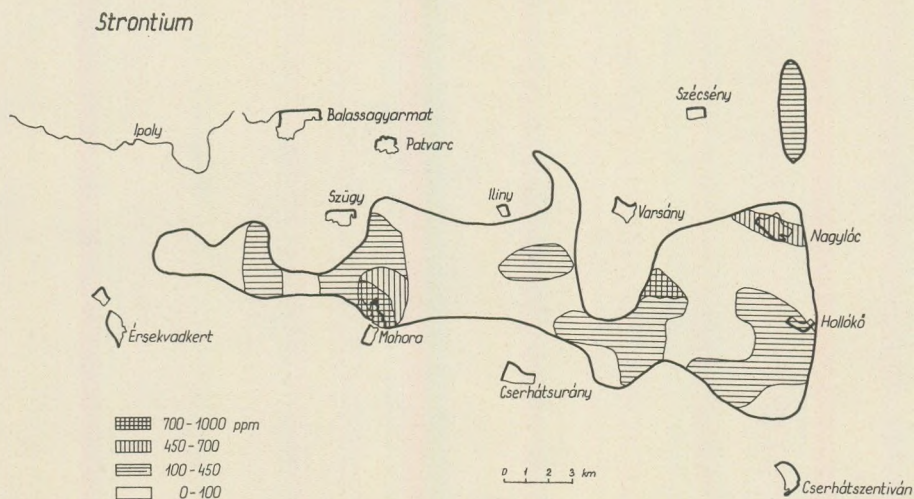 Strontium
Ipoly
Balassagyarmat
Patvarc
Szécsény
Szügy
Iliny
Varsány
Nagylóc
Érsekvadkert
Mohora
Hollókő
Cserhátsurány
700-1000 ppm
450-700
100-450
0-100
0 1 2 3 km
Cserhátszentiván